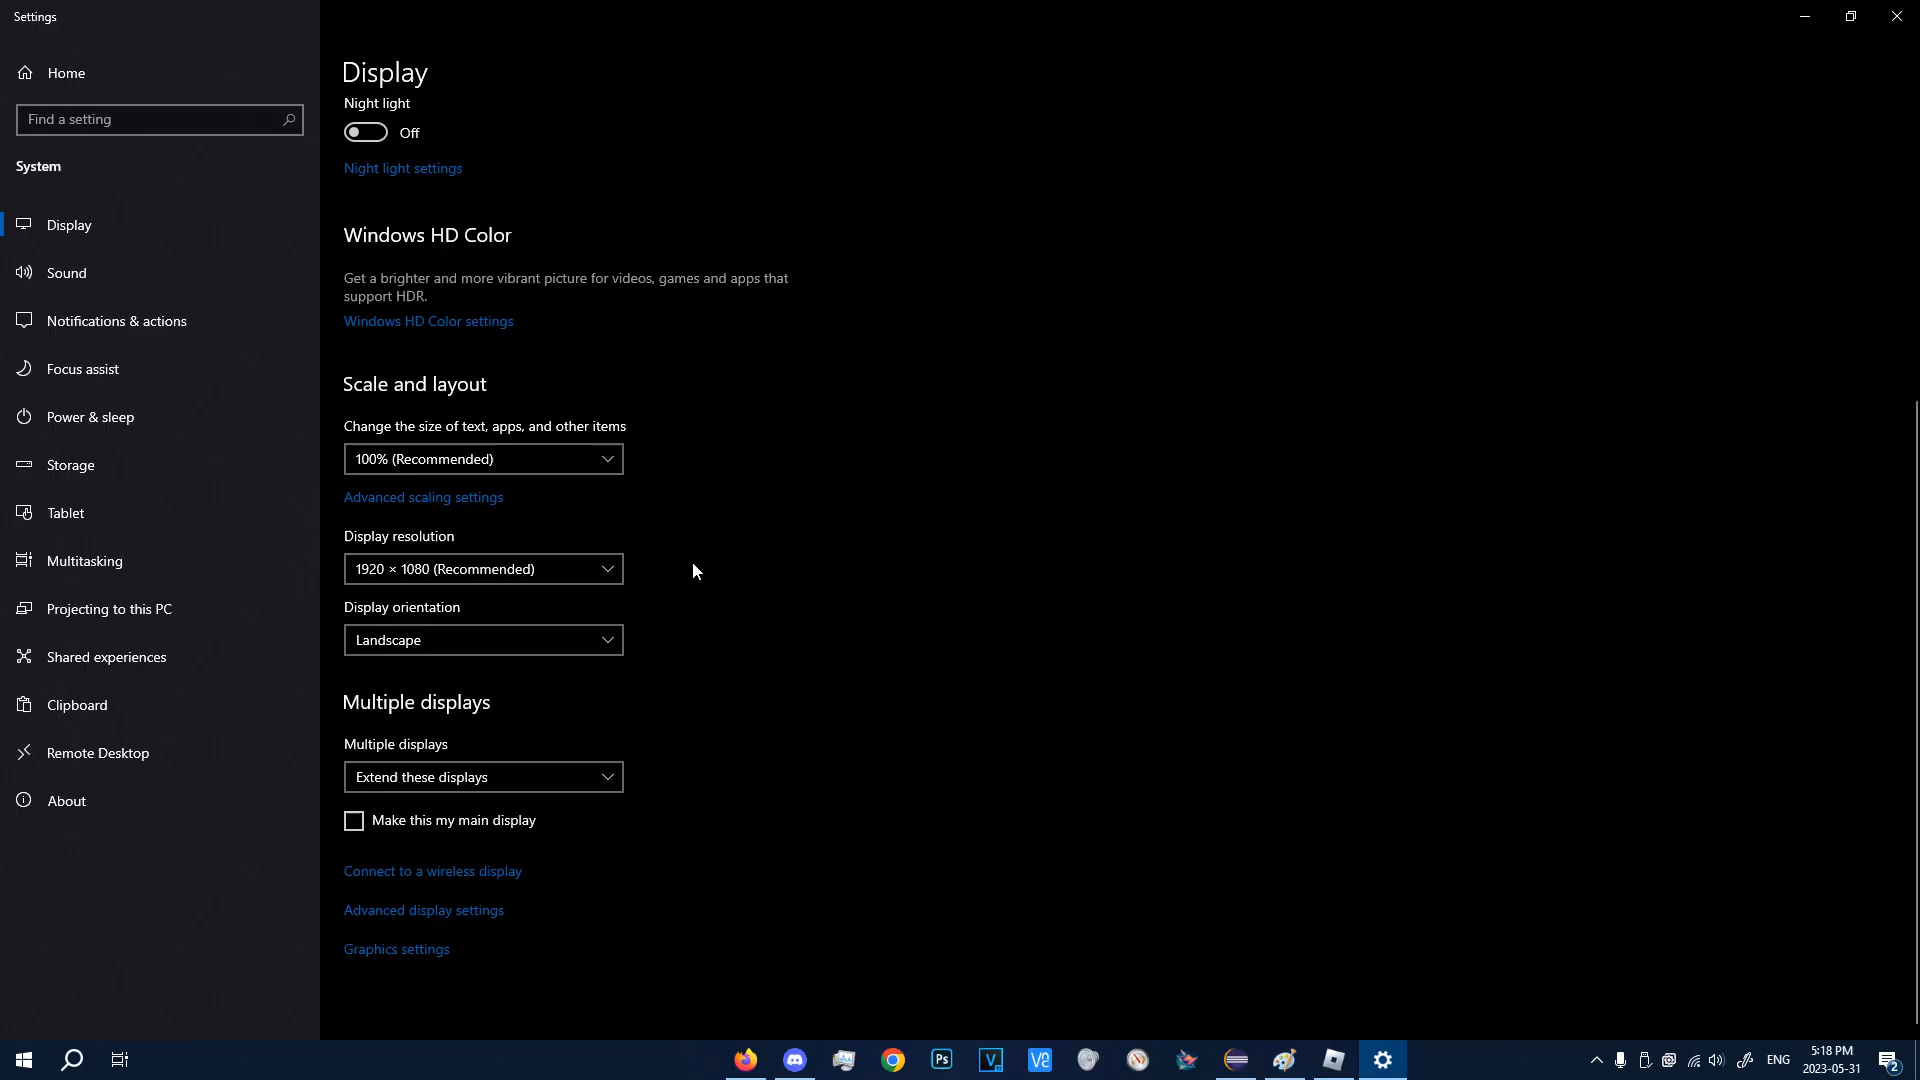 Settings
Home
Find a setting
System
Display
Sound
Notifications & actions
Focus assist
Power & sleep
Storage
Tablet
Multitasking
Projecting to this PC
Shared experiences
Clipboard
Remote Desktop
About
Display
Night light
Off
Night light settings
Windows HD Color
Get a brighter and more vibrant picture for videos, games and apps that
support HDR.
Windows HD Color settings
Scale and layout
Change the size of text, apps, and other items
100% (Recommended)
Advanced scaling settings
Display resolution
1920 × 1080 (Recommended)
Display orientation
Landscape
Multiple displays
Multiple displays
Extend these displays
Make this my main display
Connect to a wireless display
Advanced display settings
Graphics settings
Ps
V
ENG
5:18 PM
2023-05-31
2